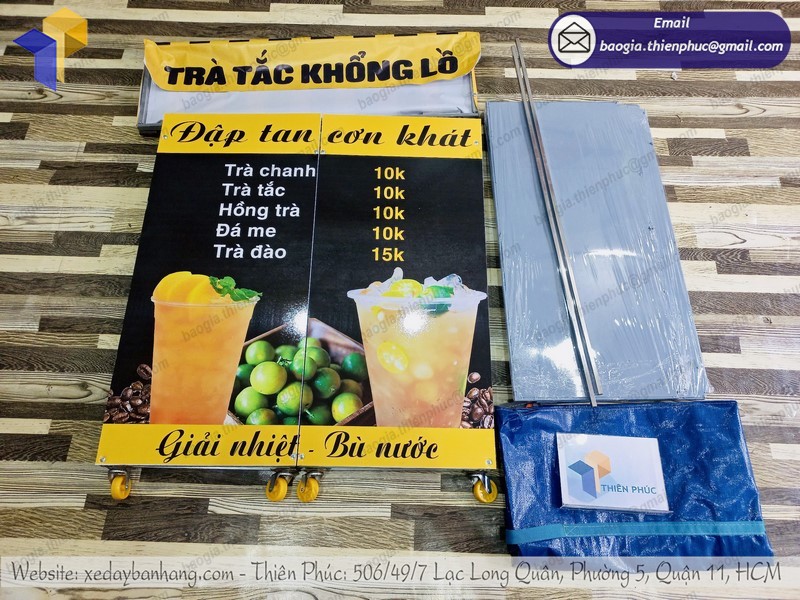 Email
baogia.thienphuc@gmail.com
TRÀ TẮC KHỔNG LỒ
Đập tan cơn khát
Trà chanh 10k
Trà tắc 10k
Hồng trà 10k
Đá me 10k
Trà đào 15k
Giải nhiệt - Bù nước
THIÊN PHÚC
Website: xedaybanhang.com - Thiên Phúc: 506/49/7 Lạc Long Quân, Phường 5, Quận 11, HCM